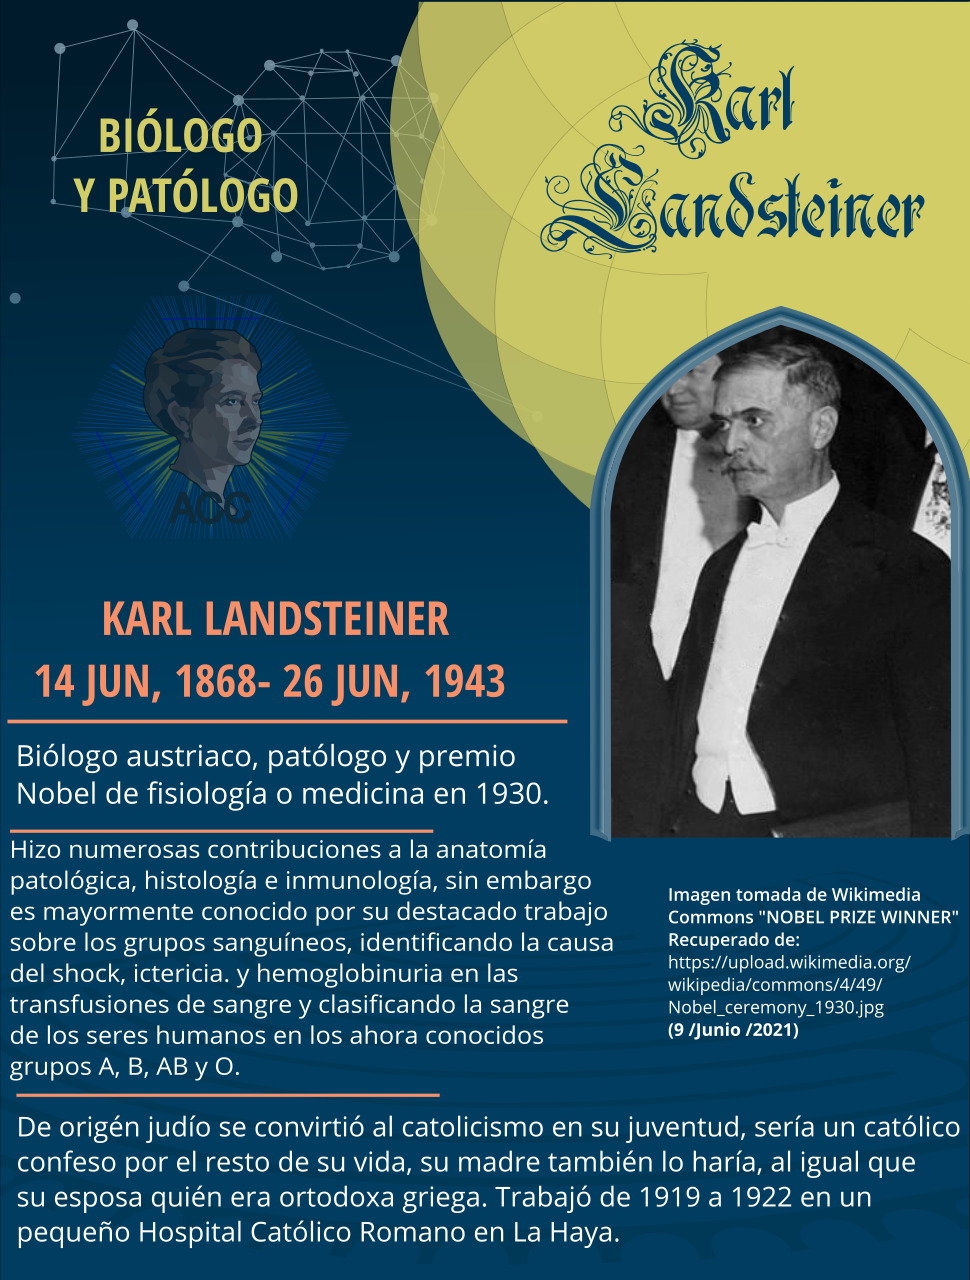 BIÓLOGO
Y PATÓLOGO
Karl
Landsteiner
ACC
KARL LANDSTEINER
14 JUN, 1868- 26 JUN, 1943
Biólogo austriaco, patólogo y premio
Nobel de fisiología o medicina en 1930.
Hizo numerosas contribuciones a la anatomía
patológica, histología e inmunología, sin embargo
es mayormente conocido por su destacado trabajo
sobre los grupos sanguíneos, identificando la causa
del shock, ictericia. y hemoglobinuria en las
transfusiones de sangre y clasificando la sangre
de los seres humanos en los ahora conocidos
grupos A, B, AB y O.
Imagen tomada de Wikimedia
Commons "NOBEL PRIZE WINNER"
Recuperado de:
https://upload.wikimedia.org/
wikipedia/commons/4/49/
Nobel_ceremony_1930.jpg
(9 /Junio /2021)
De origén judío se convirtió al catolicismo en su juventud, sería un católico
confeso por el resto de su vida, su madre también lo haría, al igual que
su esposa quién era ortodoxa griega. Trabajó de 1919 a 1922 en un
pequeño Hospital Católico Romano en La Haya.